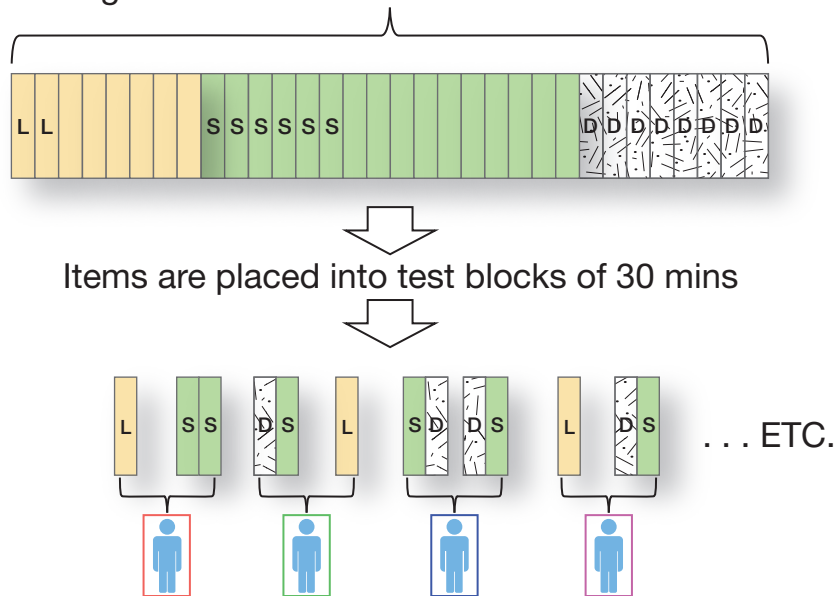 L L S S S S S S D D D D D D D D
Items are placed into test blocks of 30 mins
L S S D S L S D D S L D S . . . ETC.